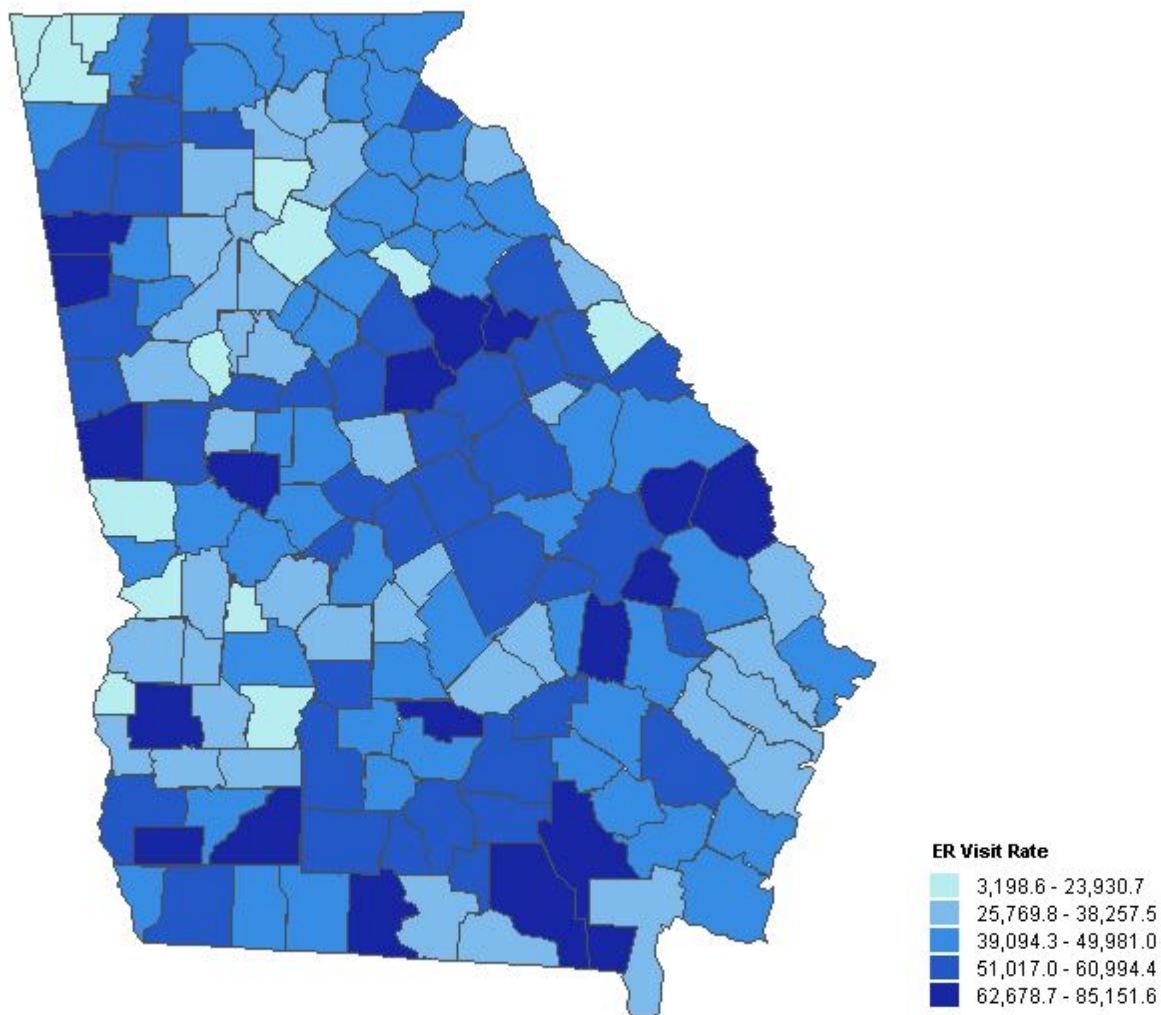 ER Visit Rate
3,198.6 - 23,930.7
25,769.8 - 38,257.5
39,094.3 - 49,981.0
51,017.0 - 60,994.4
62,678.7 - 85,151.6